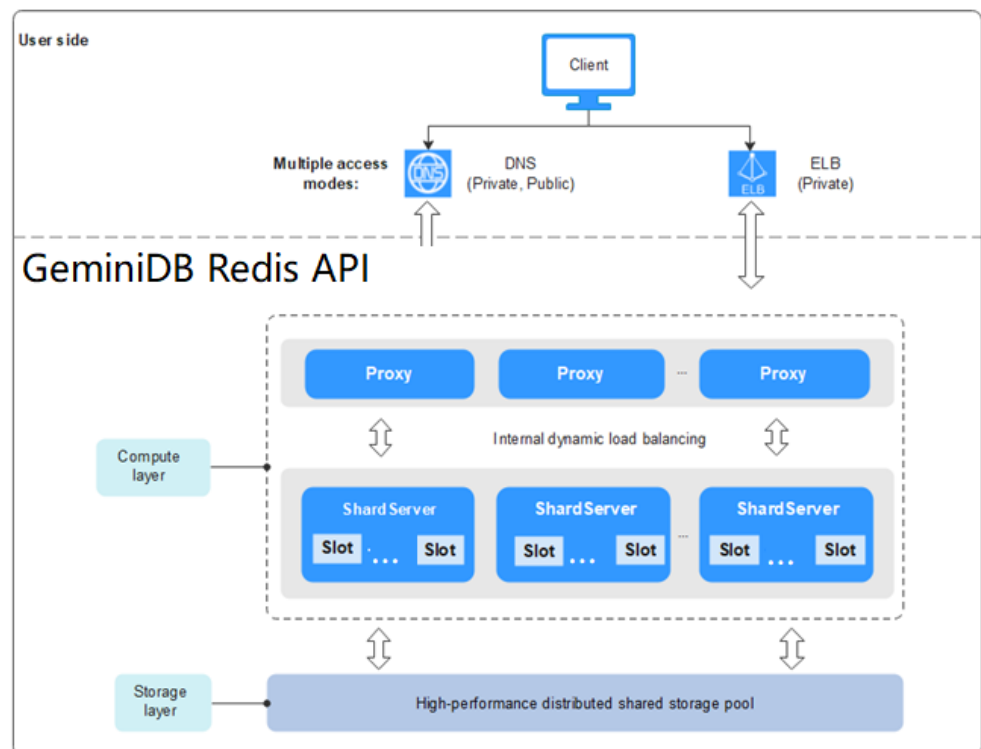 User side
Client
Multiple access
modes:
DNS
DNS
(Private, Public)
ELB
ELB
(Private)
GeminiDB Redis API
Proxy
Proxy
...
Proxy
Compute
layer
Internal dynamic load balancing
ShardServer
ShardServer
ShardServer
Slot
...
Slot
Slot
...
Slot
...
Slot
...
Slot
Storage
layer
High-performance distributed shared storage pool